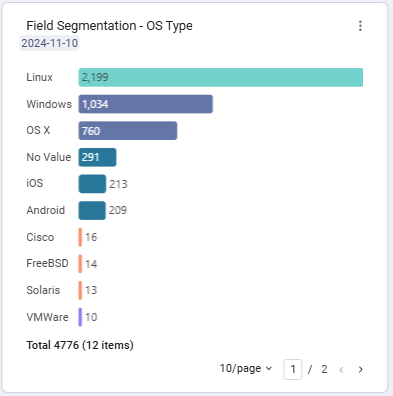 Field Segmentation - OS Type
2024-11-10
Linux 2,199
Windows 1,034
OS X 760
No Value 291
iOS 213
Android 209
Cisco 16
FreeBSD 14
Solaris 13
VMWare 10
Total 4776 (12 items)
10/page 1 / 2